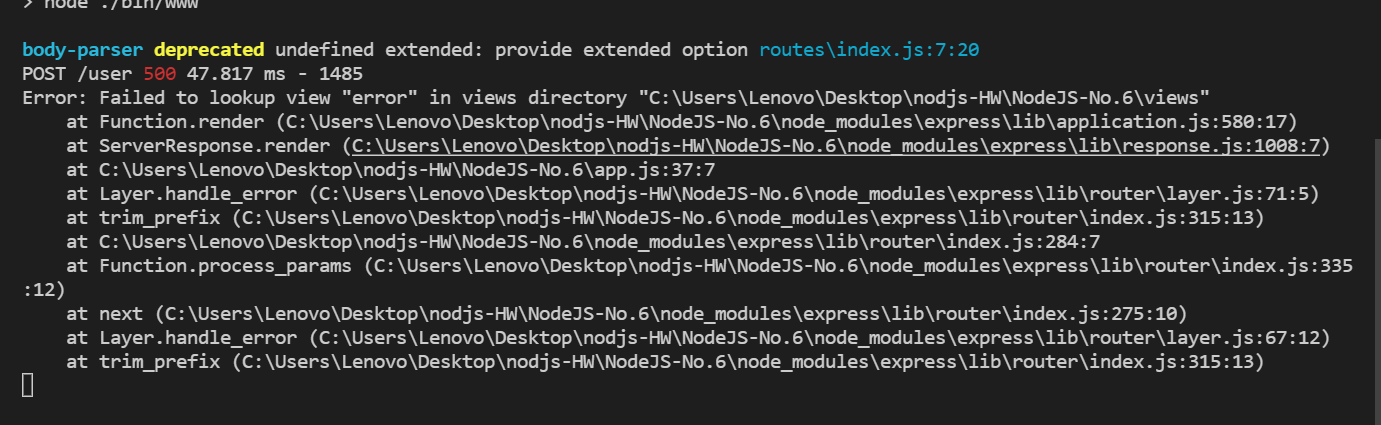 > node ./bin/www
body-parser deprecated undefined extended: provide extended option routes\index.js:7:20
POST /user 500 47.817 ms - 1485
Error: Failed to lookup view "error" in views directory "C:\Users\Lenovo\Desktop\nodjs-HW\NodeJS-No.6\views"
at Function.render (C:\Users\Lenovo\Desktop\nodjs-HW\NodeJS-No.6\node_modules\express\lib\application.js:580:17)
at ServerResponse.render (C:\Users\Lenovo\Desktop\nodjs-HW\NodeJS-No.6\node_modules\express\lib\response.js:1008:7)
at C:\Users\Lenovo\Desktop\nodjs-HW\NodeJS-No.6\app.js:37:7
at Layer.handle_error (C:\Users\Lenovo\Desktop\nodjs-HW\NodeJS-No.6\node_modules\express\lib\router\layer.js:71:5)
at trim_prefix (C:\Users\Lenovo\Desktop\nodjs-HW\NodeJS-No.6\node_modules\express\lib\router\index.js:315:13)
at C:\Users\Lenovo\Desktop\nodjs-HW\NodeJS-No.6\node_modules\express\lib\router\index.js:284:7
at Function.process_params (C:\Users\Lenovo\Desktop\nodjs-HW\NodeJS-No.6\node_modules\express\lib\router\index.js:335
:12)
at next (C:\Users\Lenovo\Desktop\nodjs-HW\NodeJS-No.6\node_modules\express\lib\router\index.js:275:10)
at Layer.handle_error (C:\Users\Lenovo\Desktop\nodjs-HW\NodeJS-No.6\node_modules\express\lib\router\layer.js:67:12)
at trim_prefix (C:\Users\Lenovo\Desktop\nodjs-HW\NodeJS-No.6\node_modules\express\lib\router\index.js:315:13)